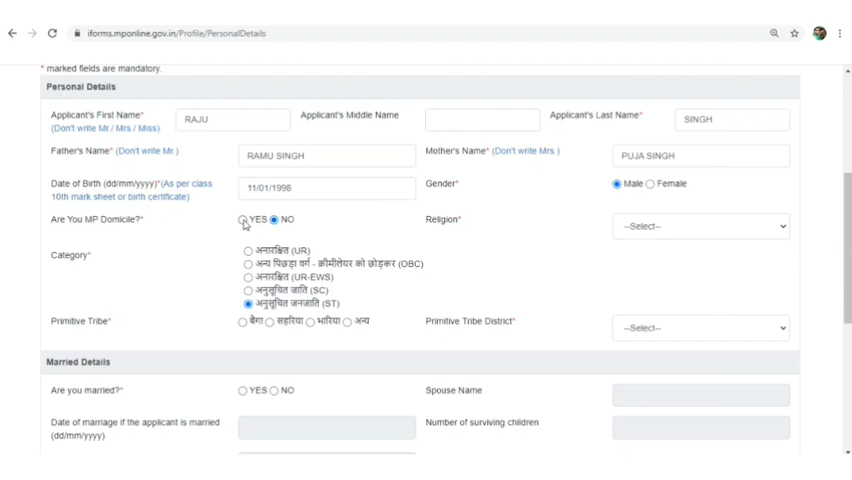 iforms.mponline.gov.in/Profile/PersonalDetails
* marked fields are mandatory.
Personal Details
Applicant's First Name* RAJU Applicant's Middle Name Applicant's Last Name* SINGH
(Don't write Mr./ Mrs./ Miss)
Father's Name* (Don't write Mr.) RAMU SINGH Mother's Name* (Don't write Mrs.) PUJA SINGH
Date of Birth (dd/mm/yyyy)*(As per class 11/01/1998 Gender* Male Female
10th mark sheet or birth certificate)
Are You MP Domicile?* YES NO Religion* --Select--
Category* अनारक्षित (UR)
अन्य पिछड़ा वर्ग - क्रीमीलेयर को छोड़कर (OBC)
अनारक्षित (UR-EWS)
अनुसूचित जाति (SC)
अनुसूचित जनजाति (ST)
Primitive Tribe* बैगा सहरिया भारिया अन्य Primitive Tribe District* --Select--
Married Details
Are you married?* YES NO Spouse Name
Date of marriage if the applicant is married Number of surviving children
(dd/mm/yyyy)